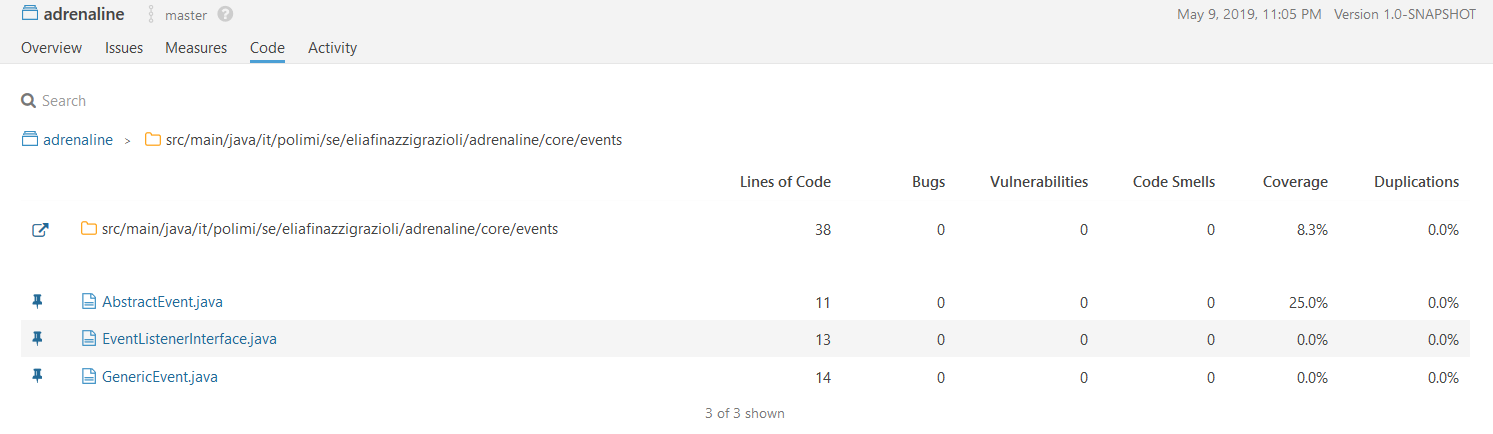 adrenaline master ? May 9, 2019, 11:05 PM Version 1.0-SNAPSHOT
Overview Issues Measures Code Activity
Search
adrenaline > src/main/java/it/polimi/se/eliafinazzigrazioli/adrenaline/core/events
Lines of Code Bugs Vulnerabilities Code Smells Coverage Duplications
src/main/java/it/polimi/se/eliafinazzigrazioli/adrenaline/core/events 38 0 0 0 8.3% 0.0%
AbstractEvent.java 11 0 0 0 25.0% 0.0%
EventListenerInterface.java 13 0 0 0 0.0% 0.0%
GenericEvent.java 14 0 0 0 0.0% 0.0%
3 of 3 shown